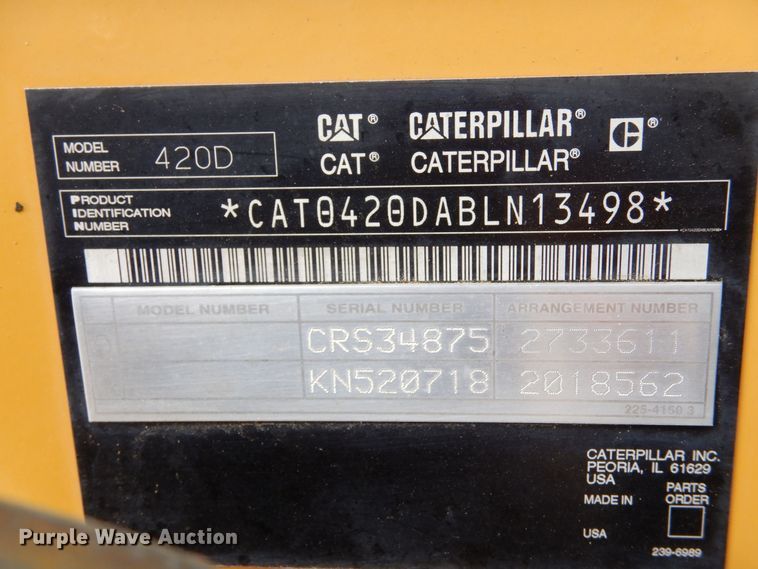 CAT® CATERPILLAR® C®
MODEL NUMBER 420D
CAT® CATERPILLAR®
PRODUCT IDENTIFICATION NUMBER *CAT0420DABLN13498*
*CAT0420DABLN13498*
MODEL NUMBER SERIAL NUMBER ARRANGEMENT NUMBER
CRS34875 2733611
KN520718 2018562
225-4150 3
CATERPILLAR INC.
PEORIA, IL 61629
USA
MADE IN PARTS ORDER
USA
239-6989
Purple Wave Auction